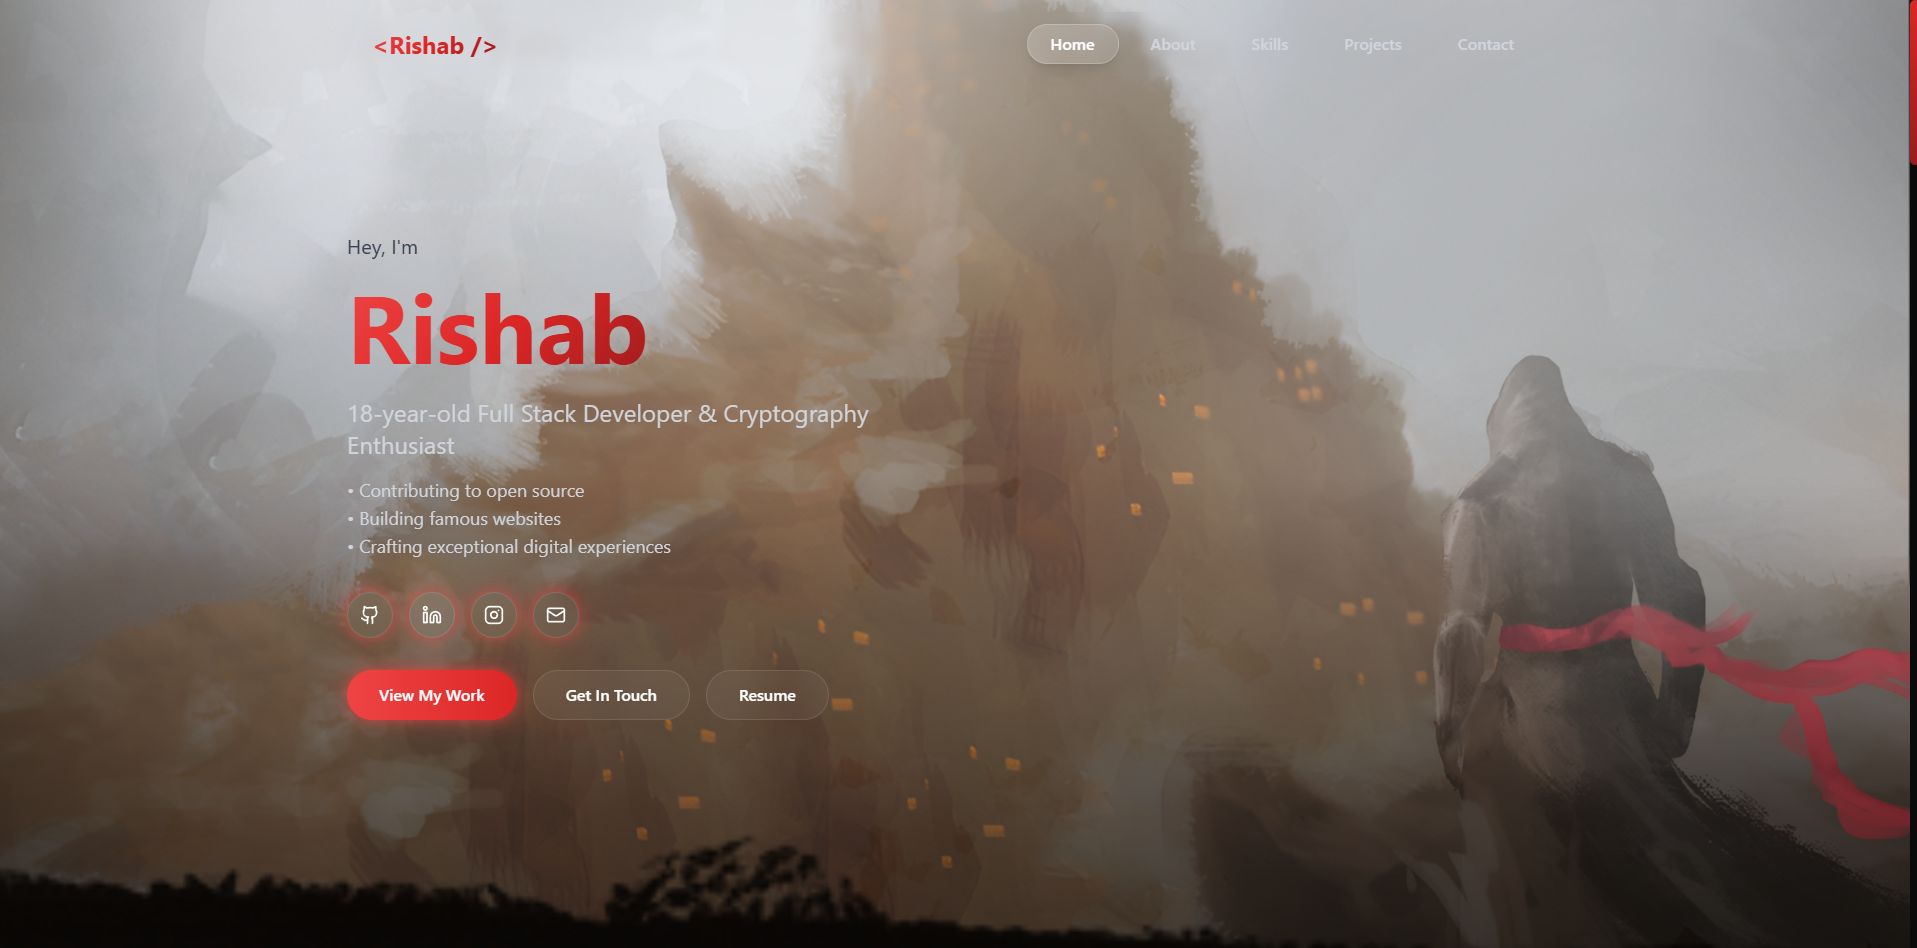 <Rishab />
Home About Skills Projects Contact
Hey, I'm
Rishab
18-year-old Full Stack Developer & Cryptography
Enthusiast
• Contributing to open source
• Building famous websites
• Crafting exceptional digital experiences
View My Work Get In Touch Resume